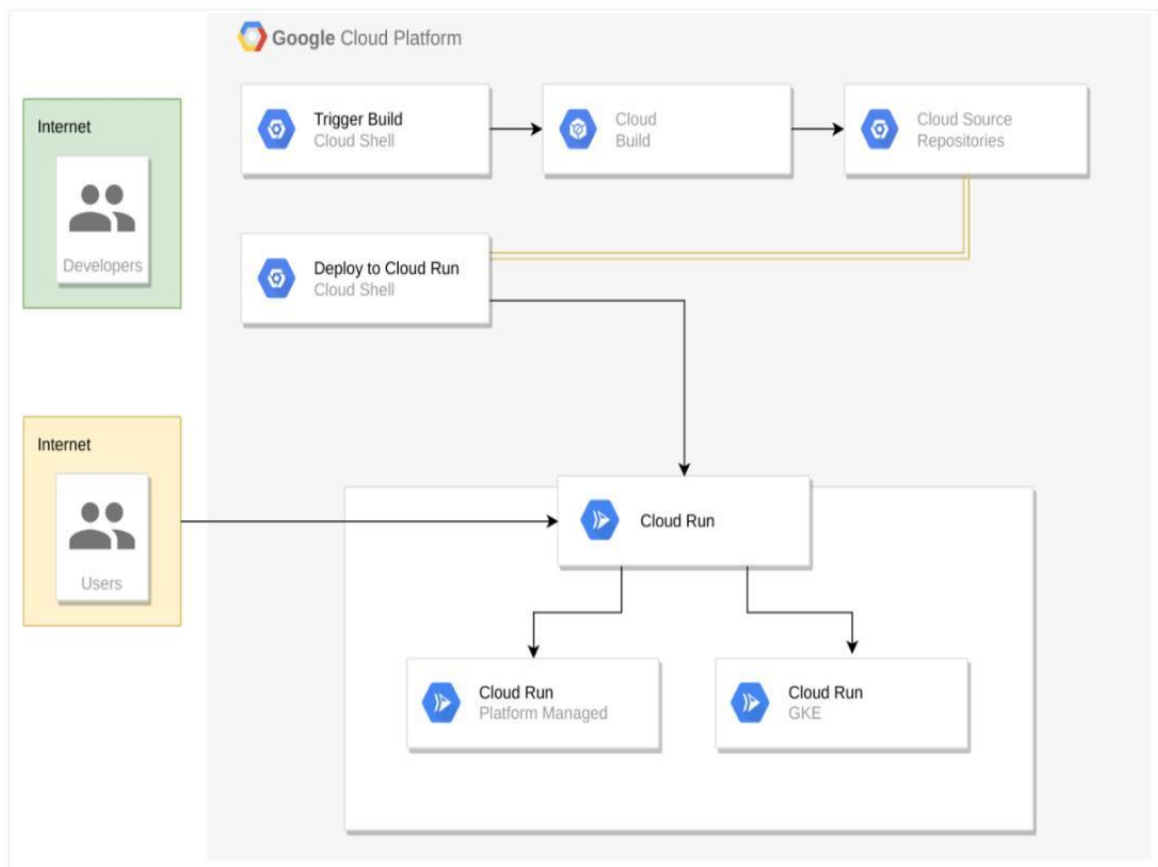 Google Cloud Platform
Internet
Developers
Trigger Build
Cloud Shell
Cloud
Build
Cloud Source
Repositories
Deploy to Cloud Run
Cloud Shell
Internet
Users
Cloud Run
Cloud Run
Platform Managed
Cloud Run
GKE